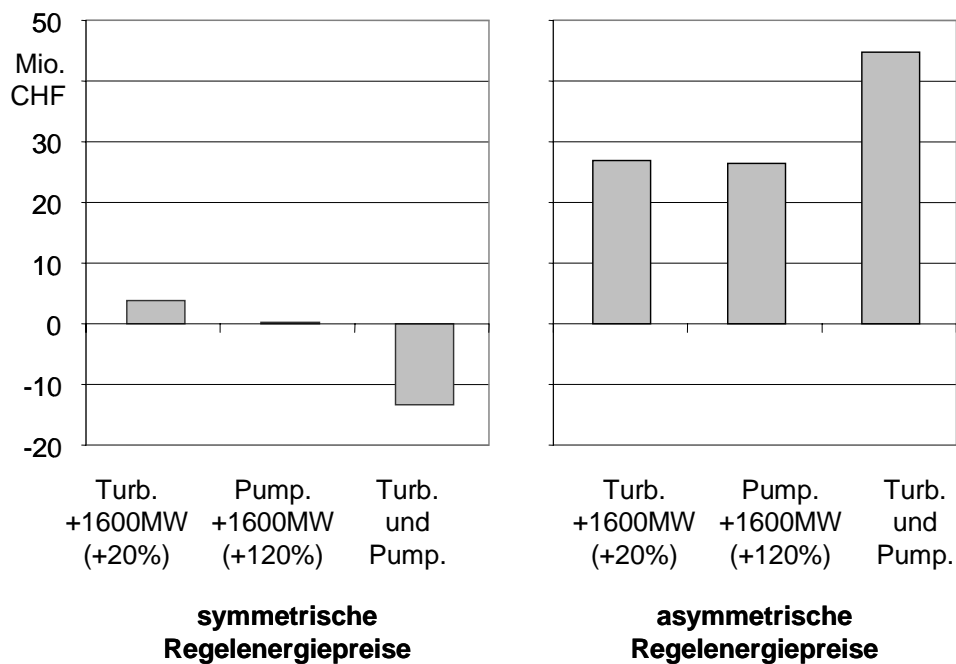 50
Mio.
CHF
30
20
10
0
-10
-20
Turb.
+1600MW
(+20%)
Pump.
+1600MW
(+120%)
Turb.
und
Pump.
symmetrische
Regelenergiepreise
Turb.
+1600MW
(+20%)
Pump.
+1600MW
(+120%)
Turb.
und
Pump.
asymmetrische
Regelenergiepreise